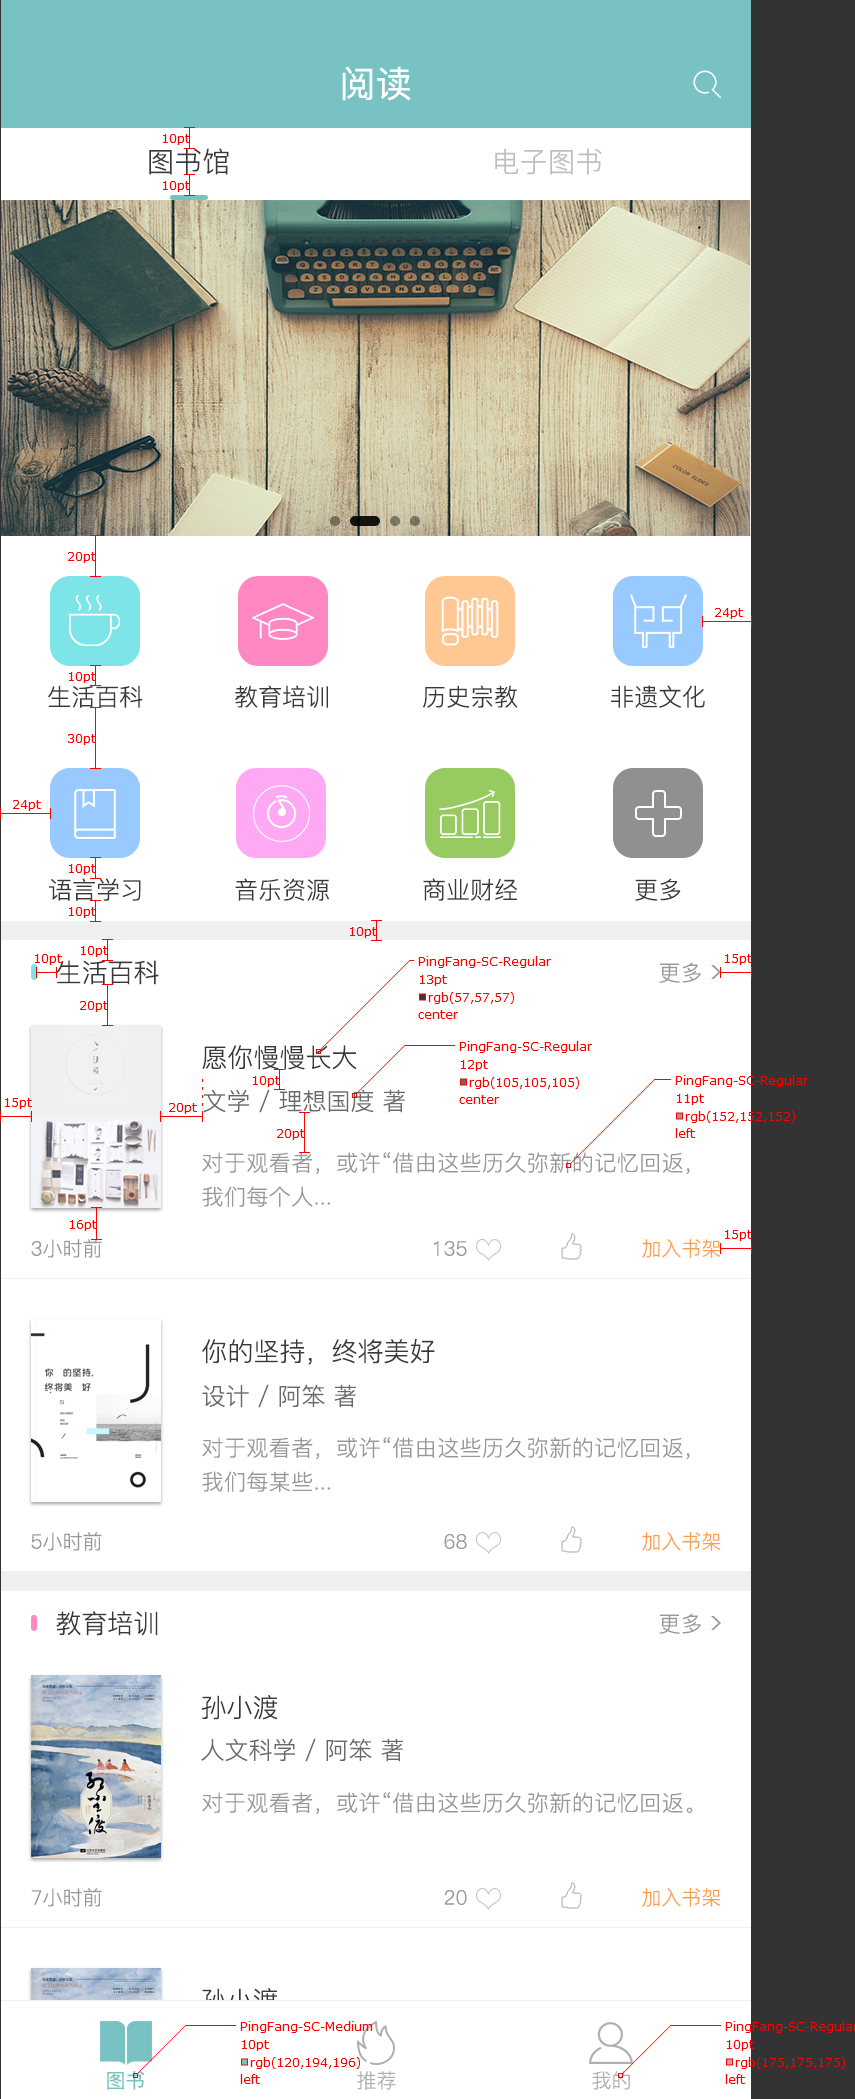 阅读
10pt
图书馆
电子图书
10pt
COLOR SLIDES
20pt
24pt
10pt
生活百科
教育培训
历史宗教
非遗文化
30pt
24pt
10pt
语言学习
音乐资源
商业财经
更多
10pt
10pt
10pt
10pt
生活百科
更多
15pt
PingFang-SC-Regular
13pt
rgb(57,57,57)
center
20pt
愿你慢慢长大
PingFang-SC-Regular
12pt
rgb(105,105,105)
center
10pt
PingFang-SC-Regular
11pt
rgb(152,152,152)
left
15pt
20pt
文学 / 理想国度 著
20pt
对于观看者，或许“借由这些历久弥新的记忆回返，
我们每个人...
16pt
15pt
3小时前
135
加入书架
你的坚持，终将美好
你 的坚持,
终将美 好
设计 / 阿笨 著
对于观看者，或许“借由这些历久弥新的记忆回返，
我们每某些...
5小时前
68
加入书架
教育培训
更多
孙小渡
人文科学 / 阿笨 著
对于观看者，或许“借由这些历久弥新的记忆回返。
7小时前
20
加入书架
孙小渡
PingFang-SC-Medium
10pt
rgb(120,194,196)
left
PingFang-SC-Regular
10pt
rgb(175,175,175)
left
图书
推荐
我的